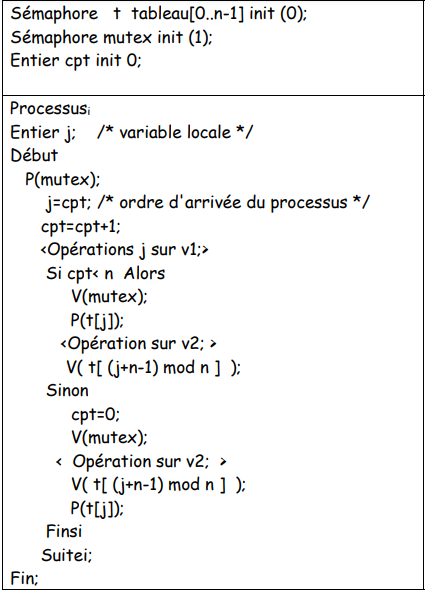 Sémaphore t tableau[0..n-1] init (0);
Sémaphore mutex init (1);
Entier cpt init 0;
Processusᵢ
Entier j; /* variable locale */
Début
P(mutex);
j=cpt; /* ordre d'arrivée du processus */
cpt=cpt+1;
<Opérations j sur v1;>
Si cpt< n Alors
V(mutex);
P(t[j]);
<Opération sur v2; >
V( t[ (j+n-1) mod n ] );
Sinon
cpt=0;
V(mutex);
< Opération sur v2; >
V( t[ (j+n-1) mod n ] );
P(t[j]);
Finsi
Suitei;
Fin;